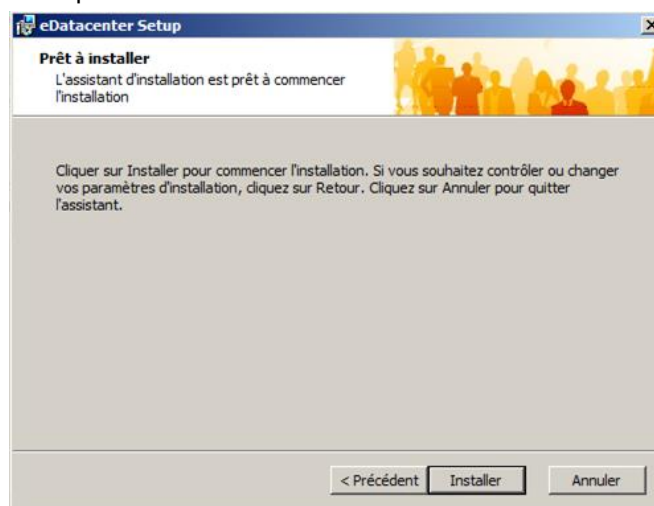 eDatacenter Setup
Prêt à installer
L'assistant d'installation est prêt à commencer
l'installation
Cliquer sur Installer pour commencer l'installation. Si vous souhaitez contrôler ou changer
vos paramètres d'installation, cliquez sur Retour. Cliquez sur Annuler pour quitter
l'assistant.
< Précédent
Installer
Annuler